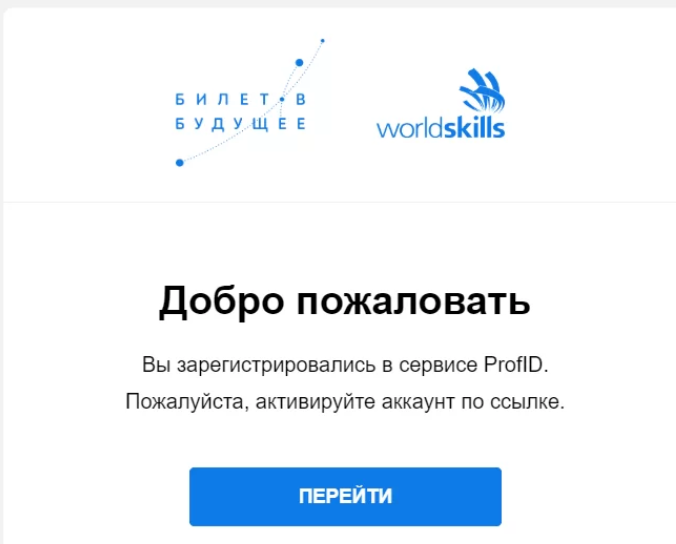 БИЛЕТ В
БУДУЩЕЕ
worldskills
Добро пожаловать
Вы зарегистрировались в сервисе ProfID.
Пожалуйста, активируйте аккаунт по ссылке.
ПЕРЕЙТИ